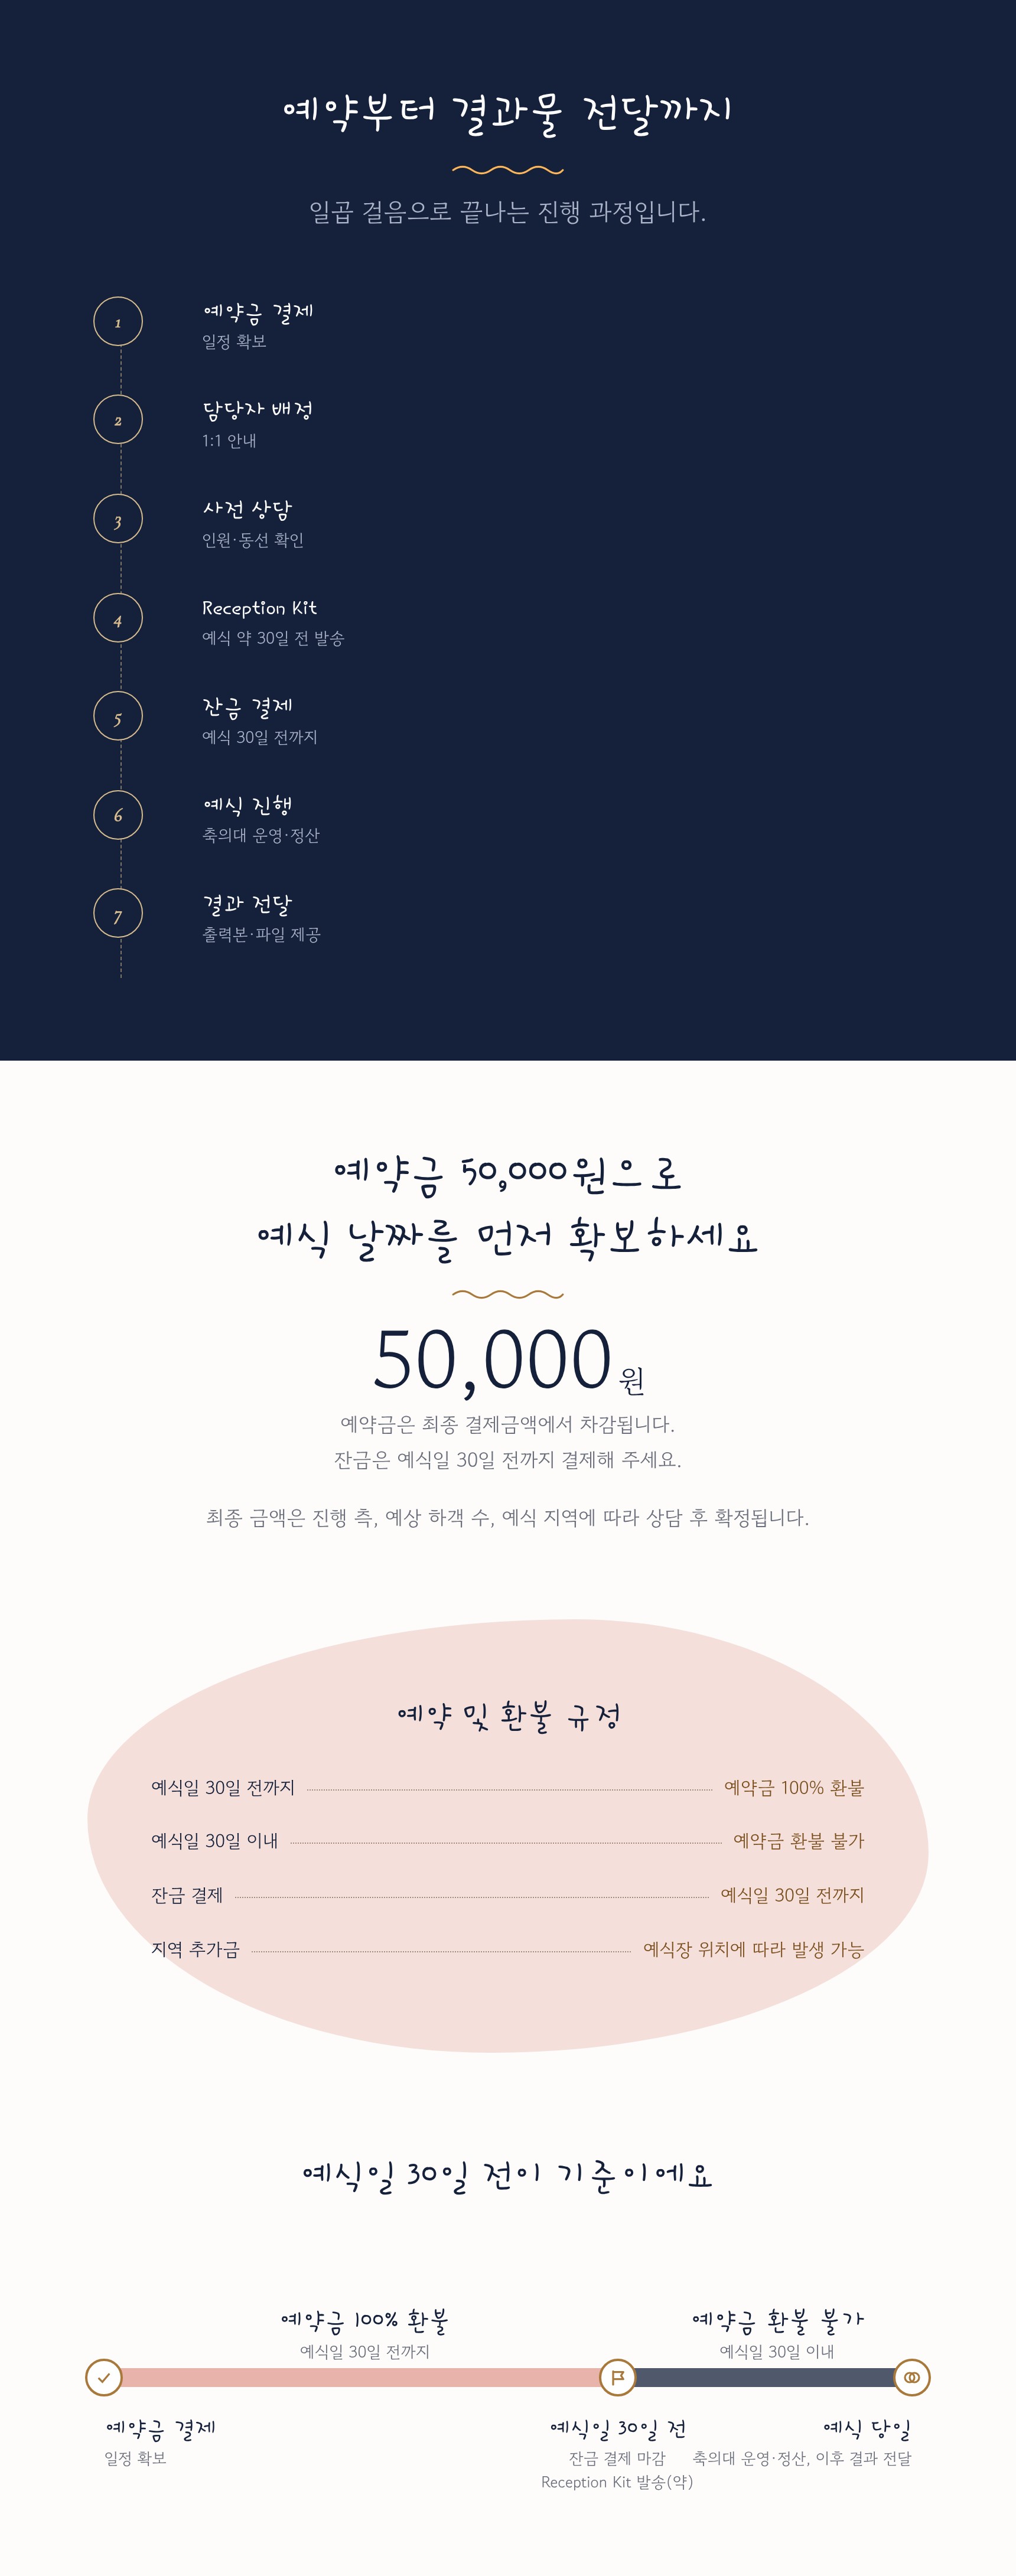 예약부터 결과물 전달까지
일곱 걸음으로 끝나는 진행 과정입니다.
1
예약금 결제
일정 확보
2
담당자 배정
1:1 안내
3
사전 상담
인원·동선 확인
4
Reception Kit
예식 약 30일 전 발송
5
잔금 결제
예식 30일 전까지
6
예식 진행
축의대 운영·정산
7
결과 전달
출력본·파일 제공
예약금 50,000원으로
예식 날짜를 먼저 확보하세요
50,000원
예약금은 최종 결제금액에서 차감됩니다.
잔금은 예식일 30일 전까지 결제해 주세요.
최종 금액은 진행 측, 예상 하객 수, 예식 지역에 따라 상담 후 확정됩니다.
예약 및 환불 규정
예식일 30일 전까지 예약금 100% 환불
예식일 30일 이내 예약금 환불 불가
잔금 결제 예식일 30일 전까지
지역 추가금 예식장 위치에 따라 발생 가능
예식일 30일 전이 기준이에요
예약금 100% 환불
예식일 30일 전까지
예약금 환불 불가
예식일 30일 이내
예약금 결제
일정 확보
예식일 30일 전
잔금 결제 마감
Reception Kit 발송(약)
예식 당일
축의대 운영·정산, 이후 결과 전달